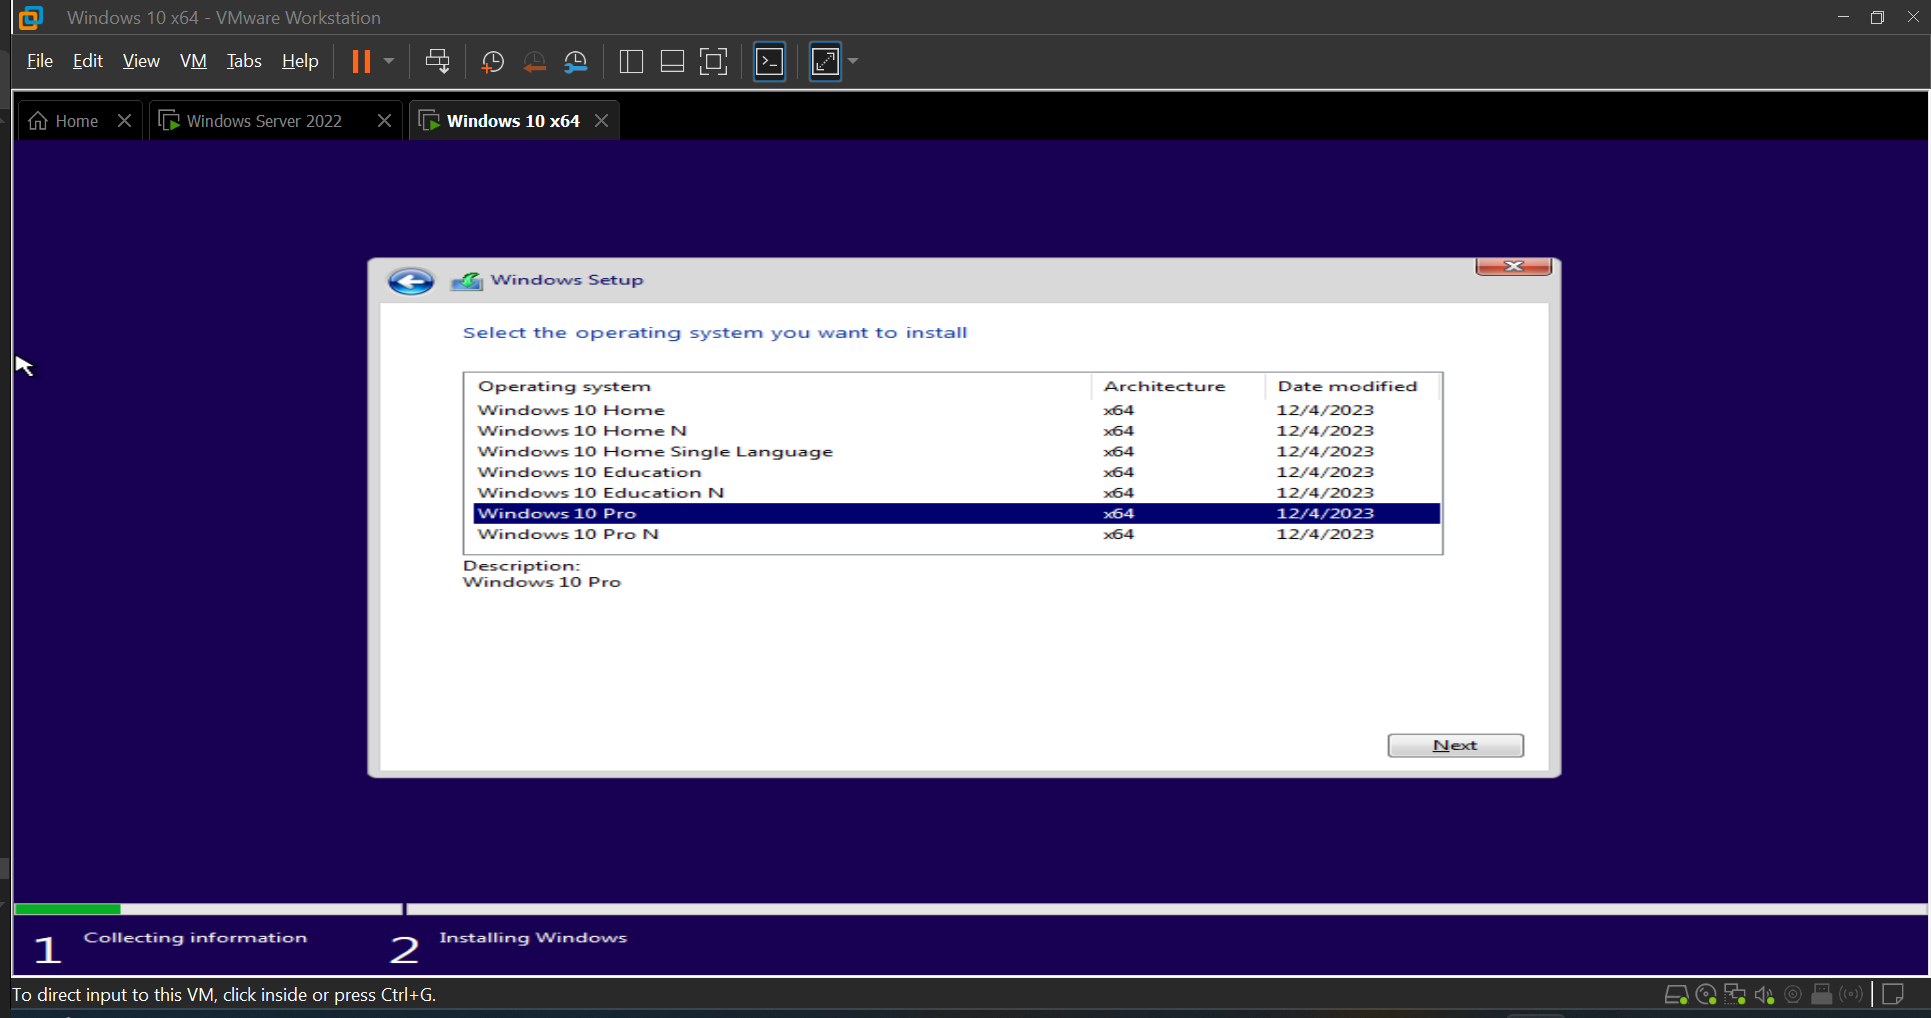 Windows 10 x64 - VMware Workstation
File Edit View VM Tabs Help
Home Windows Server 2022 Windows 10 x64
Windows Setup
Select the operating system you want to install
Operating system Architecture Date modified
Windows 10 Home x64 12/4/2023
Windows 10 Home N x64 12/4/2023
Windows 10 Home Single Language x64 12/4/2023
Windows 10 Education x64 12/4/2023
Windows 10 Education N x64 12/4/2023
Windows 10 Pro x64 12/4/2023
Windows 10 Pro N x64 12/4/2023
Description:
Windows 10 Pro
Next
1 Collecting information 2 Installing Windows
To direct input to this VM, click inside or press Ctrl+G.